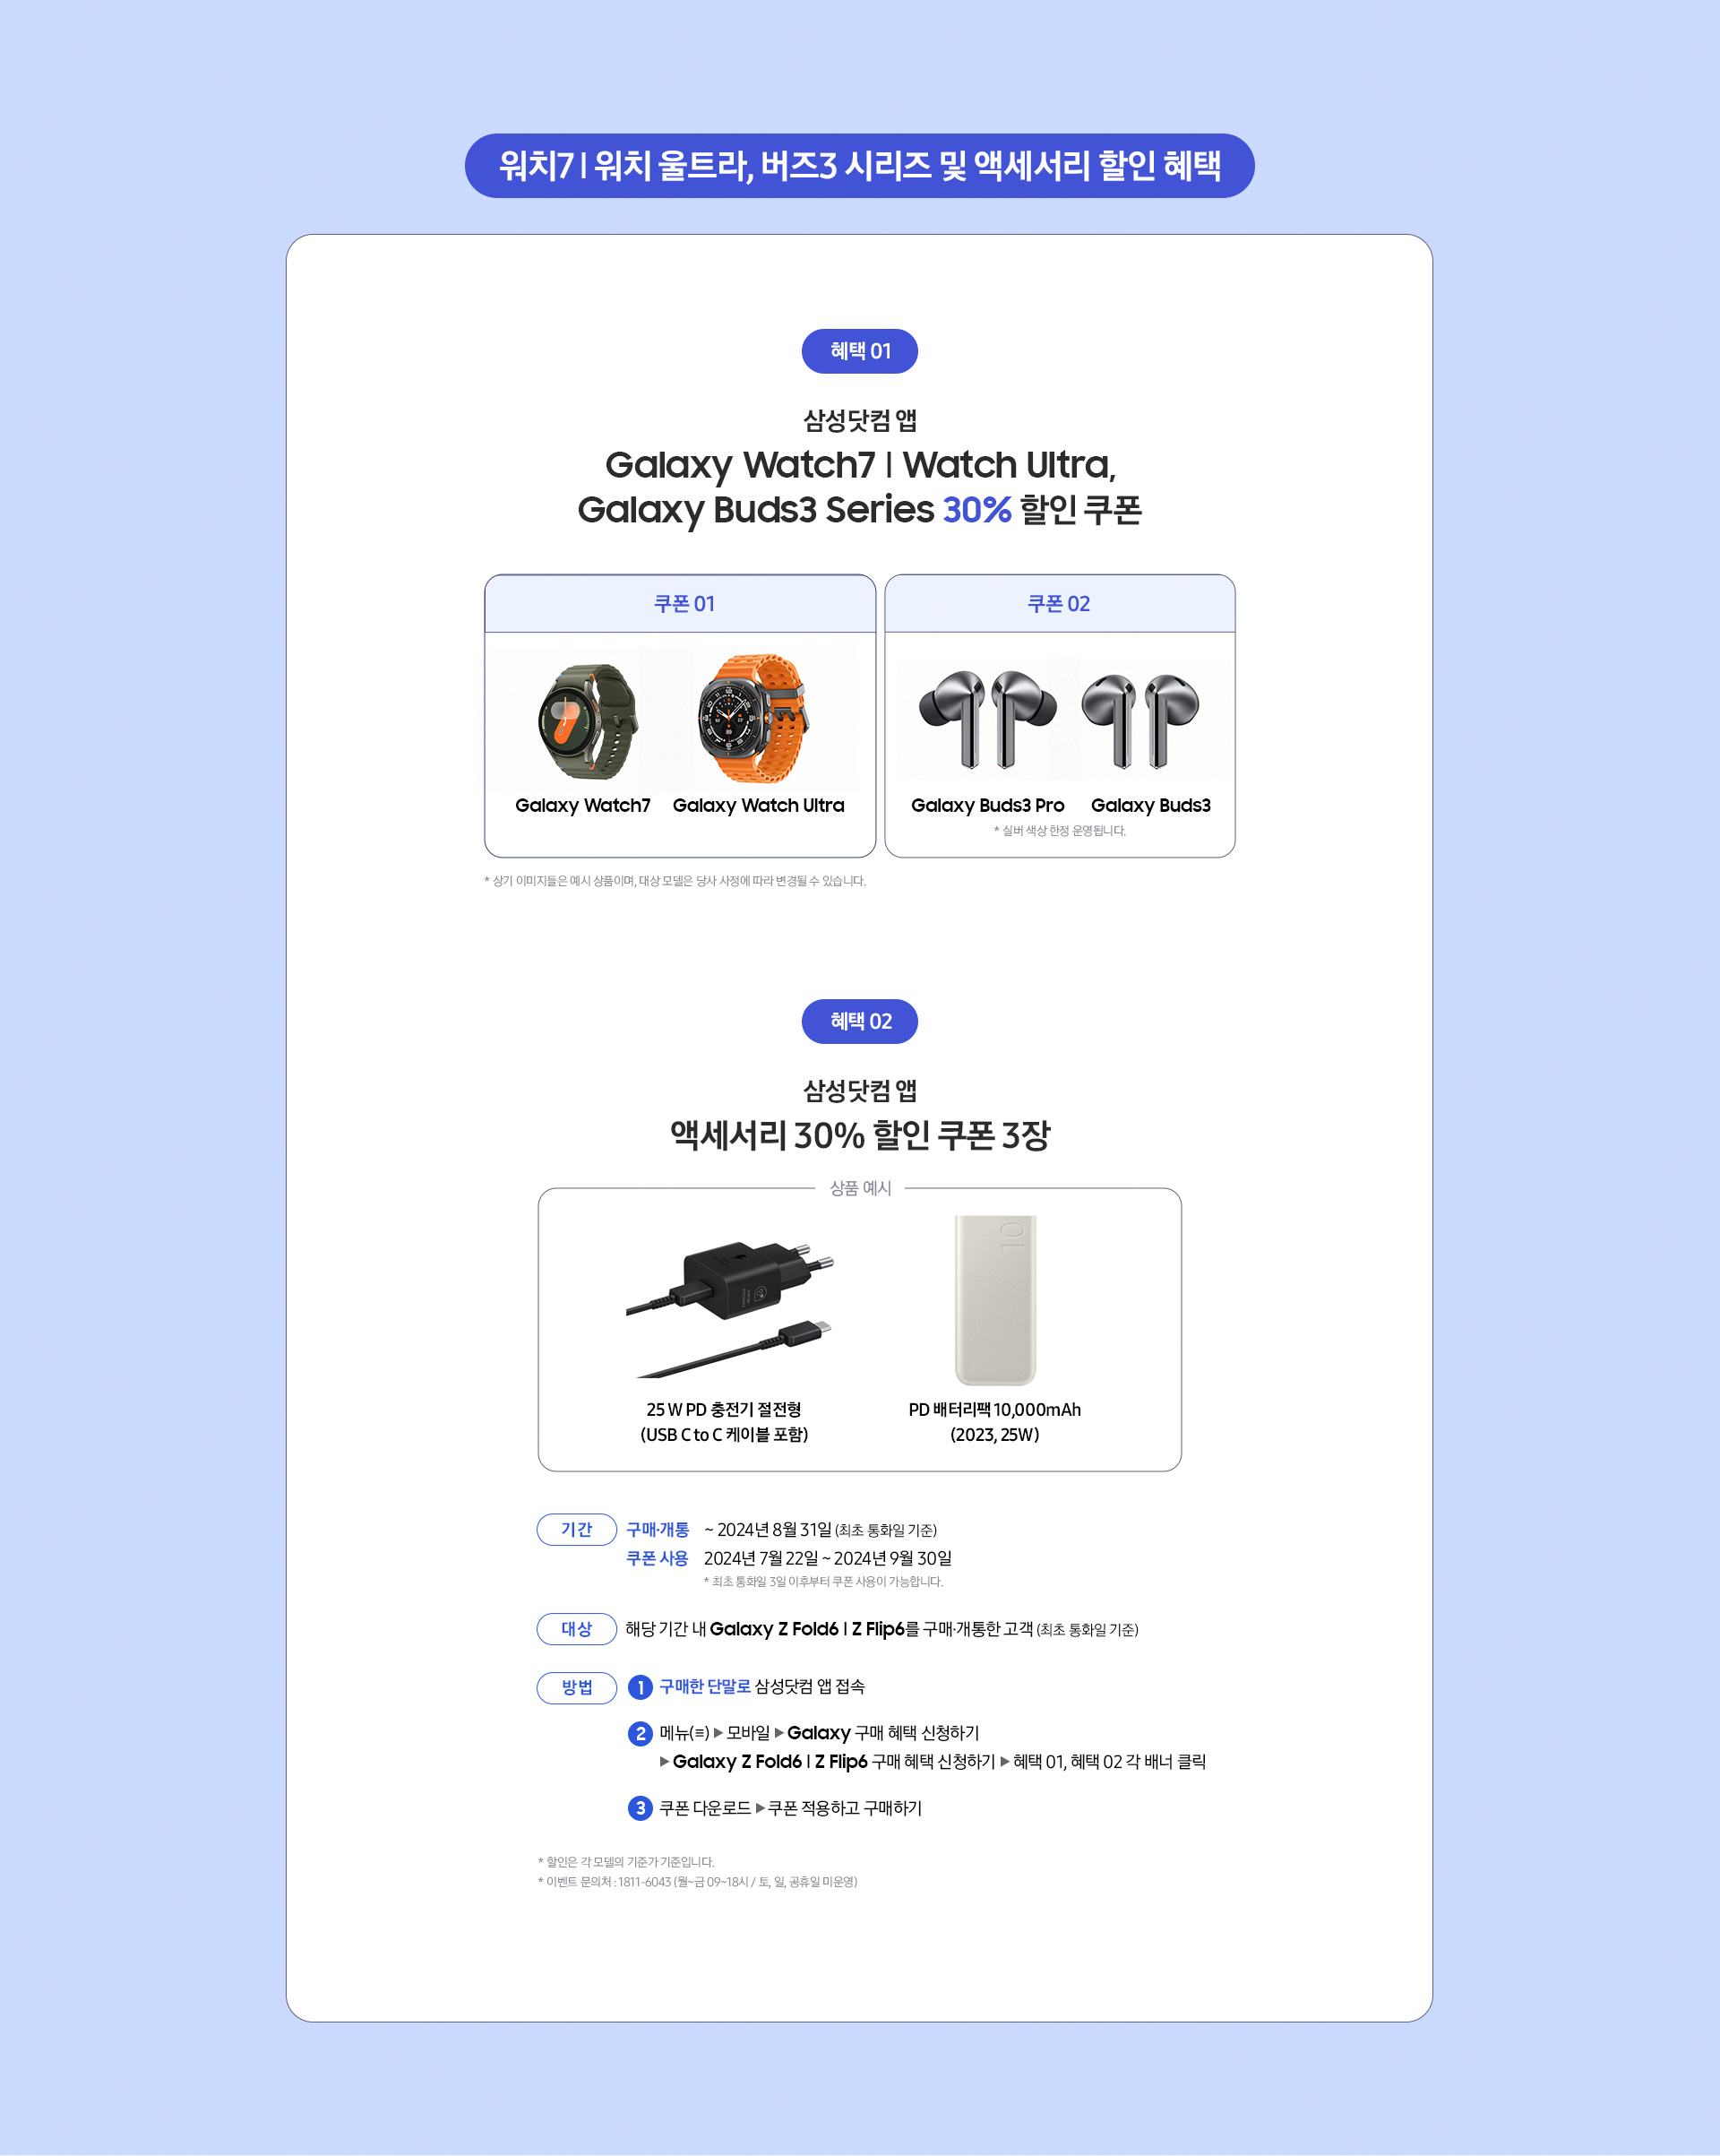 워치7 | 워치 울트라, 버즈3 시리즈 및 액세서리 할인 혜택
혜택 01
삼성닷컴 앱
Galaxy Watch7 | Watch Ultra,
Galaxy Buds3 Series 30% 할인 쿠폰
쿠폰 01
쿠폰 02
Galaxy Watch7
Galaxy Watch Ultra
Galaxy Buds3 Pro
Galaxy Buds3
* 실버 색상 한정 운영됩니다.
* 상기 이미지들은 예시 상품이며, 대상 모델은 당사 사정에 따라 변경될 수 있습니다.
혜택 02
삼성닷컴 앱
액세서리 30% 할인 쿠폰 3장
상품 예시
10
25 W PD 충전기 절전형
(USB C to C 케이블 포함)
PD 배터리팩 10,000mAh
(2023, 25W)
기간 구매·개통 ~ 2024년 8월 31일 (최초 통화일 기준)
쿠폰 사용 2024년 7월 22일 ~ 2024년 9월 30일
* 최초 통화일 3일 이후부터 쿠폰 사용이 가능합니다.
대상 해당 기간 내 Galaxy Z Fold6 | Z Flip6를 구매·개통한 고객 (최초 통화일 기준)
방법 1 구매한 단말로 삼성닷컴 앱 접속
2 메뉴(≡) ▶ 모바일 ▶ Galaxy 구매 혜택 신청하기
▶ Galaxy Z Fold6 | Z Flip6 구매 혜택 신청하기 ▶ 혜택 01, 혜택 02 각 배너 클릭
3 쿠폰 다운로드 ▶ 쿠폰 적용하고 구매하기
* 할인은 각 모델의 기준가 기준입니다.
* 이벤트 문의처 : 1811-6043 (월~금 09~18시 / 토, 일, 공휴일 미운영)